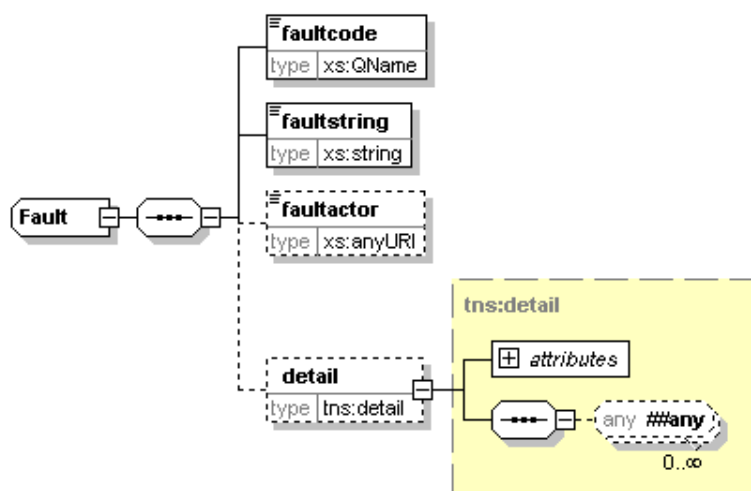 faultcode
type xs:QName
faultstring
type xs:string
Fault
faultactor
type xs:anyURI
tns:detail
attributes
detail
type tns:detail
any ##any
0..∞